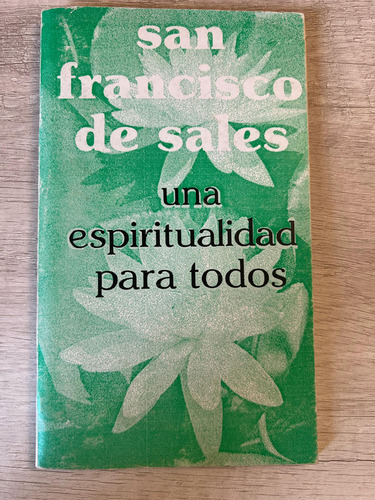 san
francisco
de sales
una
espiritualidad
para todos